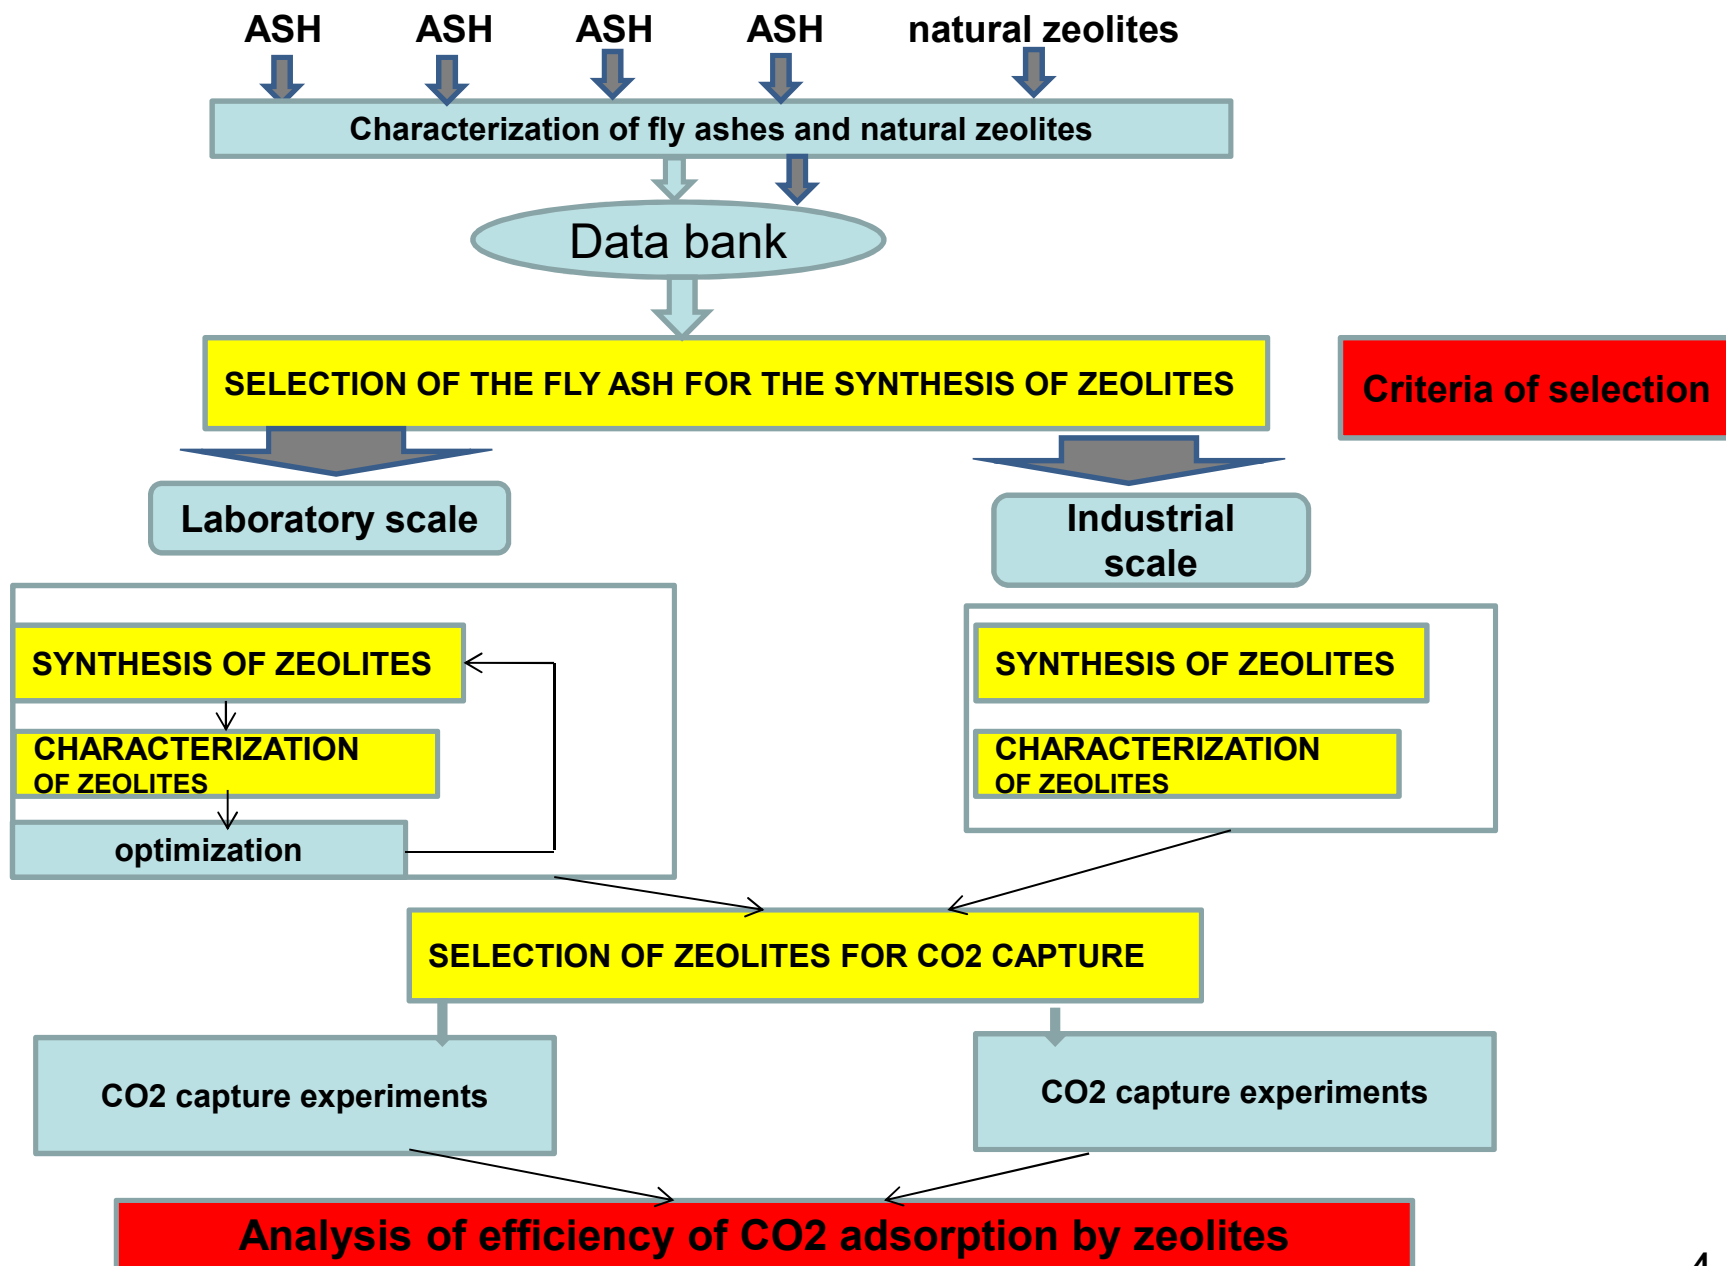 ASH ASH ASH ASH natural zeolites
Characterization of fly ashes and natural zeolites
Data bank
SELECTION OF THE FLY ASH FOR THE SYNTHESIS OF ZEOLITES
Criteria of selection
Laboratory scale
Industrial
scale
SYNTHESIS OF ZEOLITES
CHARACTERIZATION
OF ZEOLITES
optimization
SYNTHESIS OF ZEOLITES
CHARACTERIZATION
OF ZEOLITES
SELECTION OF ZEOLITES FOR CO2 CAPTURE
CO2 capture experiments
CO2 capture experiments
Analysis of efficiency of CO2 adsorption by zeolites
4